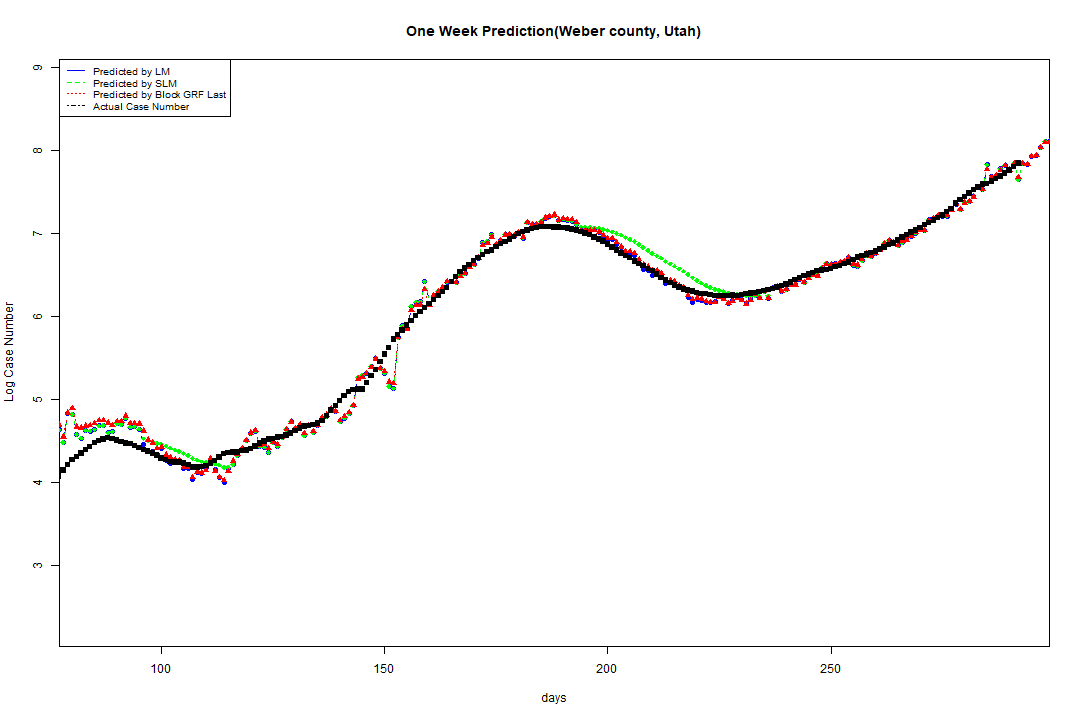 One Week Prediction(Weber county, Utah)
Predicted by LM
Predicted by SLM
Predicted by Block GRF Last
Actual Case Number
9
8
7
6
5
4
3
Log Case Number
100
150
200
250
days